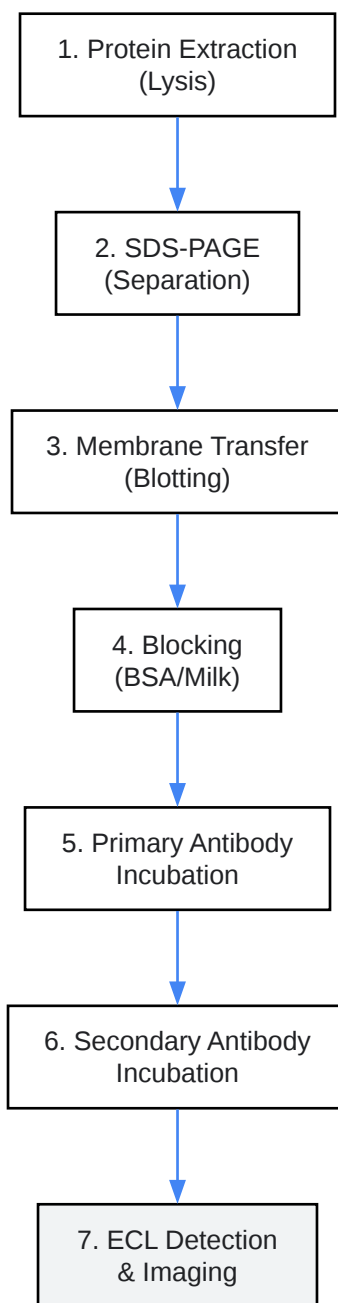 1. Protein Extraction
(Lysis)
2. SDS-PAGE
(Separation)
3. Membrane Transfer
(Blotting)
4. Blocking
(BSA/Milk)
5. Primary Antibody
Incubation
6. Secondary Antibody
Incubation
7. ECL Detection
& Imaging